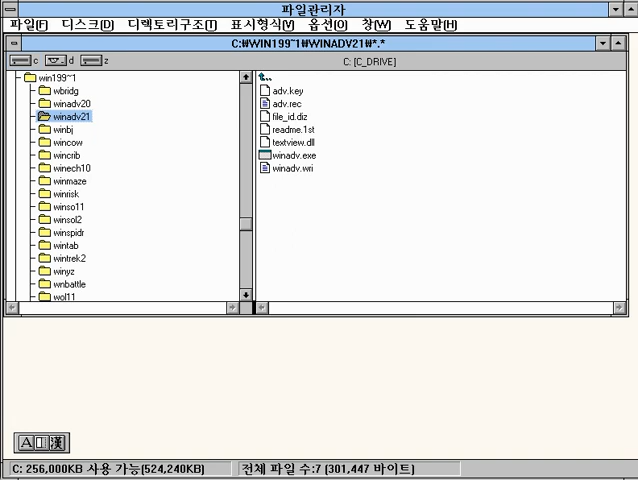 파일관리자
파일(F) 디스크(D) 디렉토리구조(T) 표시형식(V) 옵션(O) 창(W) 도움말(H)
C:₩WIN199~1₩WINADV21₩*.*
c d z C: [C_DRIVE]
win199~1
wbridg
winadv20
winadv21
winbj
wincow
wincrib
winech10
winmaze
winrisk
winso11
winsol2
winspidr
wintab
wintrek2
winyz
wnbattle
wol11
adv.key
adv.rec
file_id.diz
readme.1st
textview.dll
winadv.exe
winadv.wri
A 漢
C: 256,000KB 사용 가능(524,240KB) 전체 파일 수:7 (301,447 바이트)